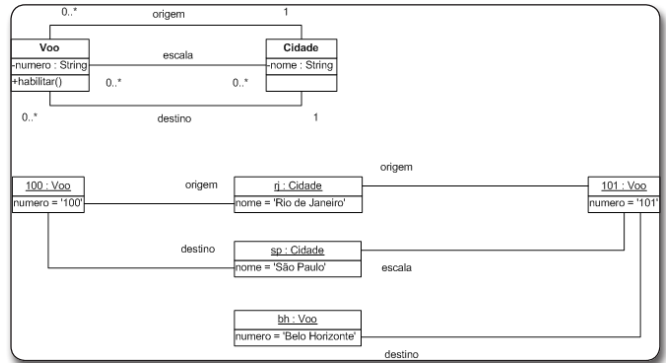 0..*
origem
1
Voo
-numero : String
+habilitar()
escala
0..*
0..*
Cidade
-nome : String
0..*
destino
1
100 : Voo
numero = '100'
origem
rj : Cidade
nome = 'Rio de Janeiro'
origem
101 : Voo
numero = '101'
destino
sp : Cidade
nome = 'São Paulo'
escala
bh : Voo
numero = 'Belo Horizonte'
destino